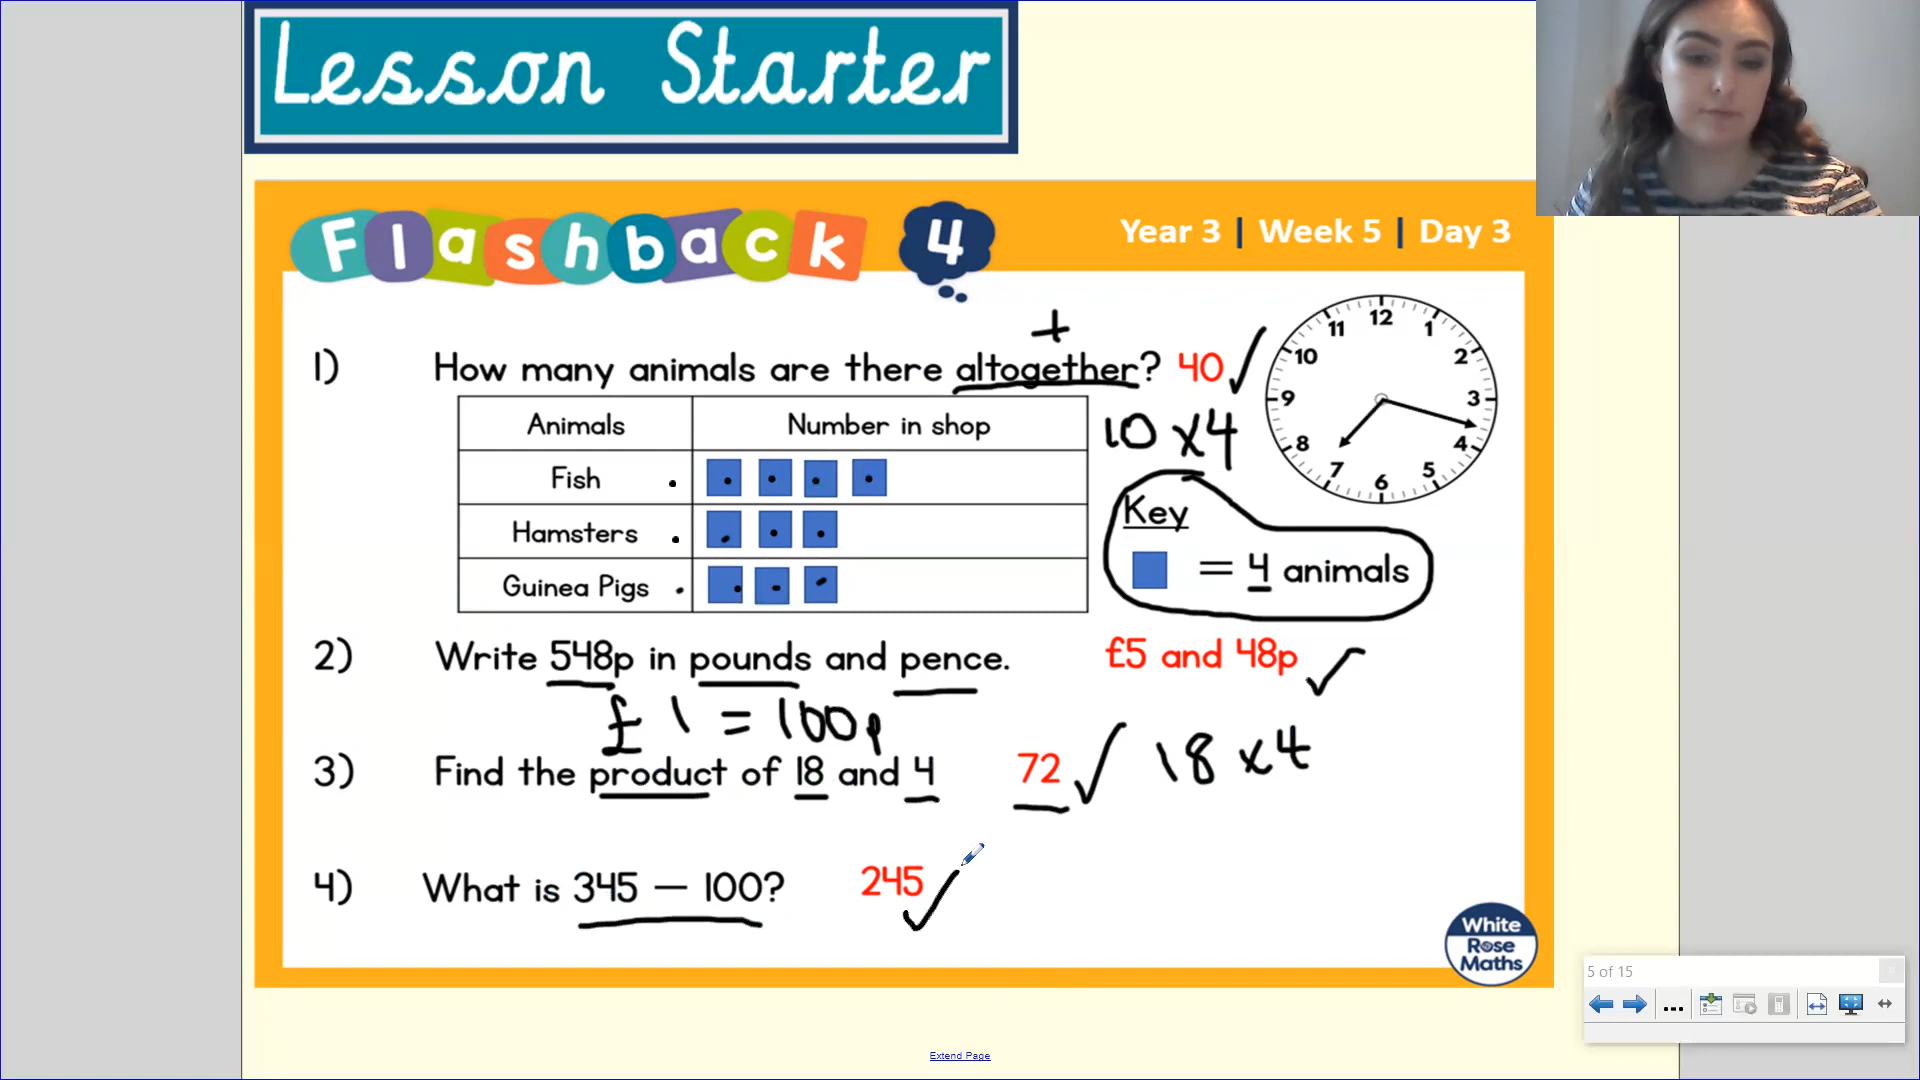 Lesson Starter
Flashback 4
Year 3 | Week 5 | Day 3
+
1) How many animals are there altogether? 40
12
11 1
10 2
9 3
8 4
7 5
6
Animals Number in shop
Fish
Hamsters
Guinea Pigs
10 x4
Key
= 4 animals
2) Write 548p in pounds and pence. £5 and 48p
£1 = 100p
3) Find the product of 18 and 4 72 18 x4
4) What is 345 — 100? 245
White
Rose
Maths
5 of 15
...
Extend Page